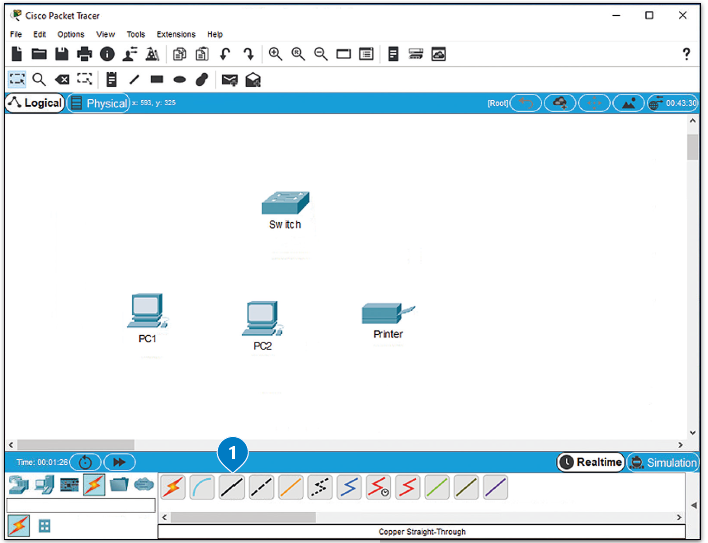 Cisco Packet Tracer
File Edit Options View Tools Extensions Help
?
Logical Physical x: 593, y: 325 [Root] 00:43:30
Switch
PC1
PC2
Printer
1
Time: 00:01:26 Realtime Simulation
Copper Straight-Through